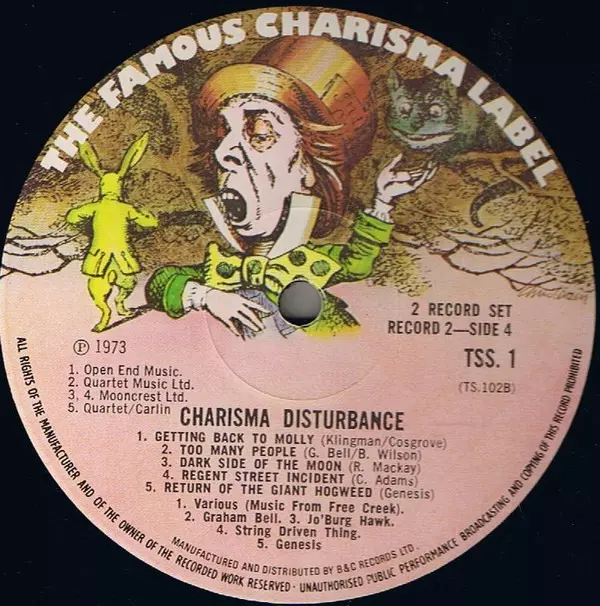 THE FAMOUS CHARISMA LABEL
2 RECORD SET
RECORD 2—SIDE 4
TSS. 1
(TS.102B)
℗ 1973
1. Open End Music.
2. Quartet Music Ltd.
3, 4. Mooncrest Ltd.
5. Quartet/Carlin
CHARISMA DISTURBANCE
1. GETTING BACK TO MOLLY (Klingman/Cosgrove)
2. TOO MANY PEOPLE (G. Bell/B. Wilson)
3. DARK SIDE OF THE MOON (R. Mackay)
4. REGENT STREET INCIDENT (C. Adams)
5. RETURN OF THE GIANT HOGWEED (Genesis)
1. Various (Music From Free Creek).
2. Graham Bell. 3. Jo'Burg Hawk.
4. String Driven Thing.
5. Genesis
MANUFACTURED AND DISTRIBUTED BY B&C RECORDS LTD.
ALL RIGHTS OF THE MANUFACTURER AND OF THE OWNER OF THE RECORDED WORK RESERVED · UNAUTHORISED PUBLIC PERFORMANCE BROADCASTING AND COPYING OF THIS RECORD PROHIBITED